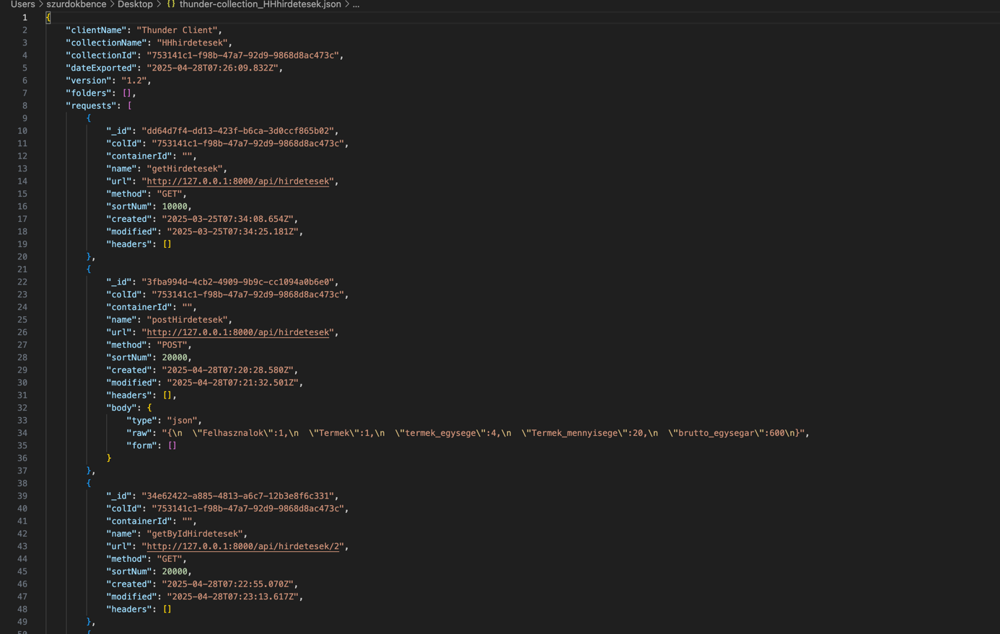 Users > szurdokbence > Desktop > {} thunder-collection_HHhirdetesek.json > ...
1 {
2 "clientName": "Thunder Client",
3 "collectionName": "HHhirdetesek",
4 "collectionId": "753141c1-f98b-47a7-92d9-9868d8ac473c",
5 "dateExported": "2025-04-28T07:26:09.832Z",
6 "version": "1.2",
7 "folders": [],
8 "requests": [
9 {
10 "_id": "dd64d7f4-dd13-423f-b6ca-3d0ccf865b02",
11 "colId": "753141c1-f98b-47a7-92d9-9868d8ac473c",
12 "containerId": "",
13 "name": "getHirdetesek",
14 "url": "http://127.0.0.1:8000/api/hirdetesek",
15 "method": "GET",
16 "sortNum": 10000,
17 "created": "2025-03-25T07:34:08.654Z",
18 "modified": "2025-03-25T07:34:25.181Z",
19 "headers": []
20 },
21 {
22 "_id": "3fba994d-4cb2-4909-9b9c-cc1094a0b6e0",
23 "colId": "753141c1-f98b-47a7-92d9-9868d8ac473c",
24 "containerId": "",
25 "name": "postHirdetesek",
26 "url": "http://127.0.0.1:8000/api/hirdetesek",
27 "method": "POST",
28 "sortNum": 20000,
29 "created": "2025-04-28T07:20:28.580Z",
30 "modified": "2025-04-28T07:21:32.501Z",
31 "headers": [],
32 "body": {
33 "type": "json",
34 "raw": "{\n  \"Felhasznalok\":1,\n  \"Termek\":1,\n  \"termek_egysege\":4,\n  \"Termek_mennyisege\":20,\n  \"brutto_egysegar\":600\n}",
35 "form": []
36 }
37 },
38 {
39 "_id": "34e62422-a885-4813-a6c7-12b3e8f6c331",
40 "colId": "753141c1-f98b-47a7-92d9-9868d8ac473c",
41 "containerId": "",
42 "name": "getByIdHirdetesek",
43 "url": "http://127.0.0.1:8000/api/hirdetesek/2",
44 "method": "GET",
45 "sortNum": 20000,
46 "created": "2025-04-28T07:22:55.070Z",
47 "modified": "2025-04-28T07:23:13.617Z",
48 "headers": []
49 },
50 {